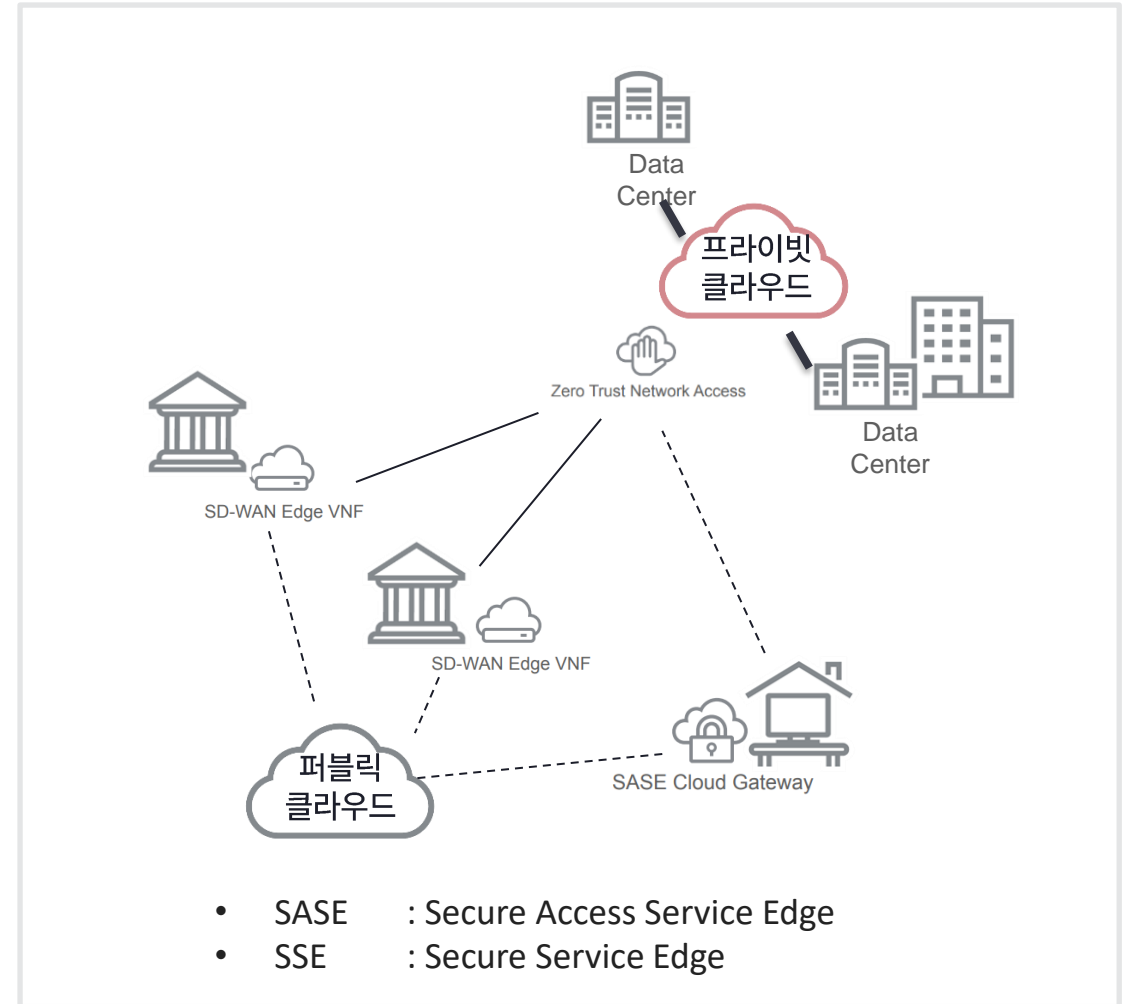 Data
Center
프라이빗
클라우드
Zero Trust Network Access
Data
Center
SD-WAN Edge VNF
SD-WAN Edge VNF
퍼블릭
클라우드
SASE Cloud Gateway
• SASE : Secure Access Service Edge
• SSE : Secure Service Edge